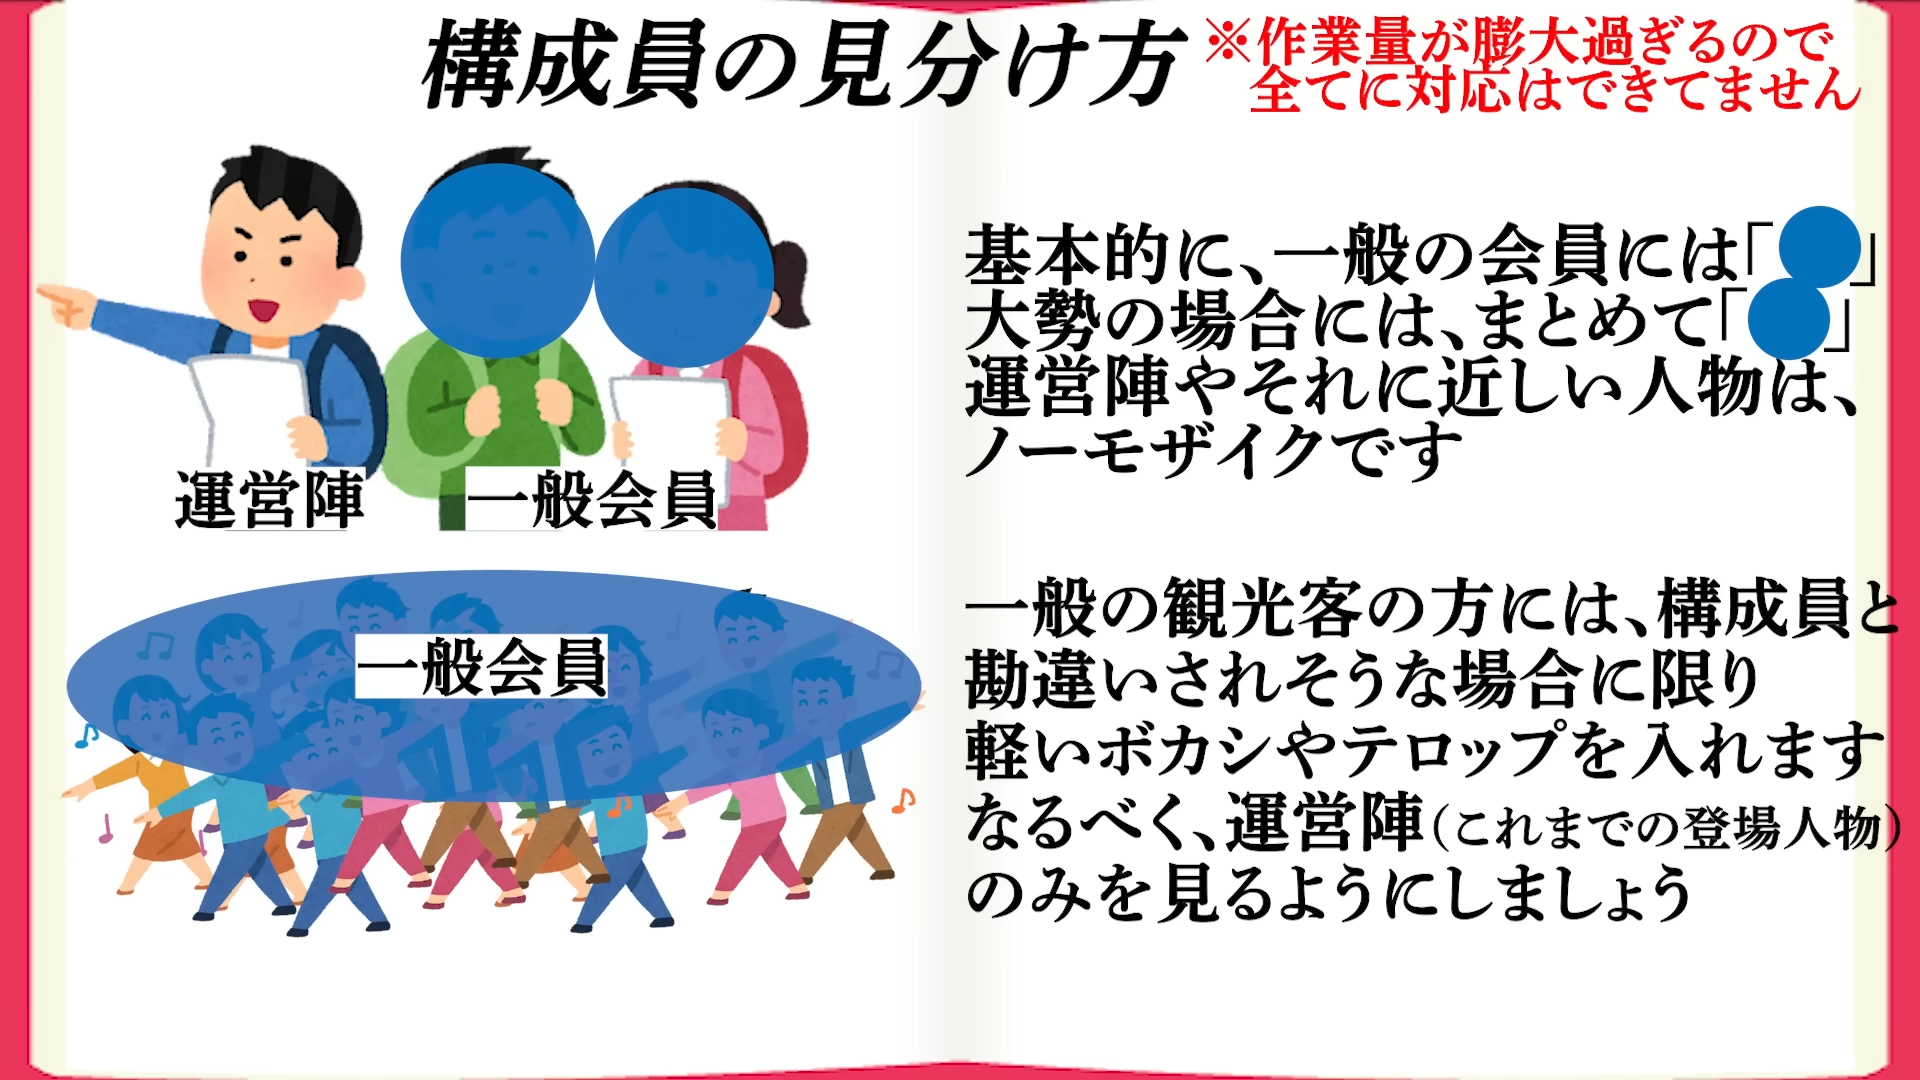 構成員の見分け方
※作業量が膨大過ぎるので
全てに対応はできてません
運営陣
一般会員
一般会員
基本的に、一般の会員には「●」
大勢の場合には、まとめて「●」
運営陣やそれに近しい人物は、
ノーモザイクです
一般の観光客の方には、構成員と
勘違いされそうな場合に限り
軽いボカシやテロップを入れます
なるべく、運営陣（これまでの登場人物）
のみを見るようにしましょう